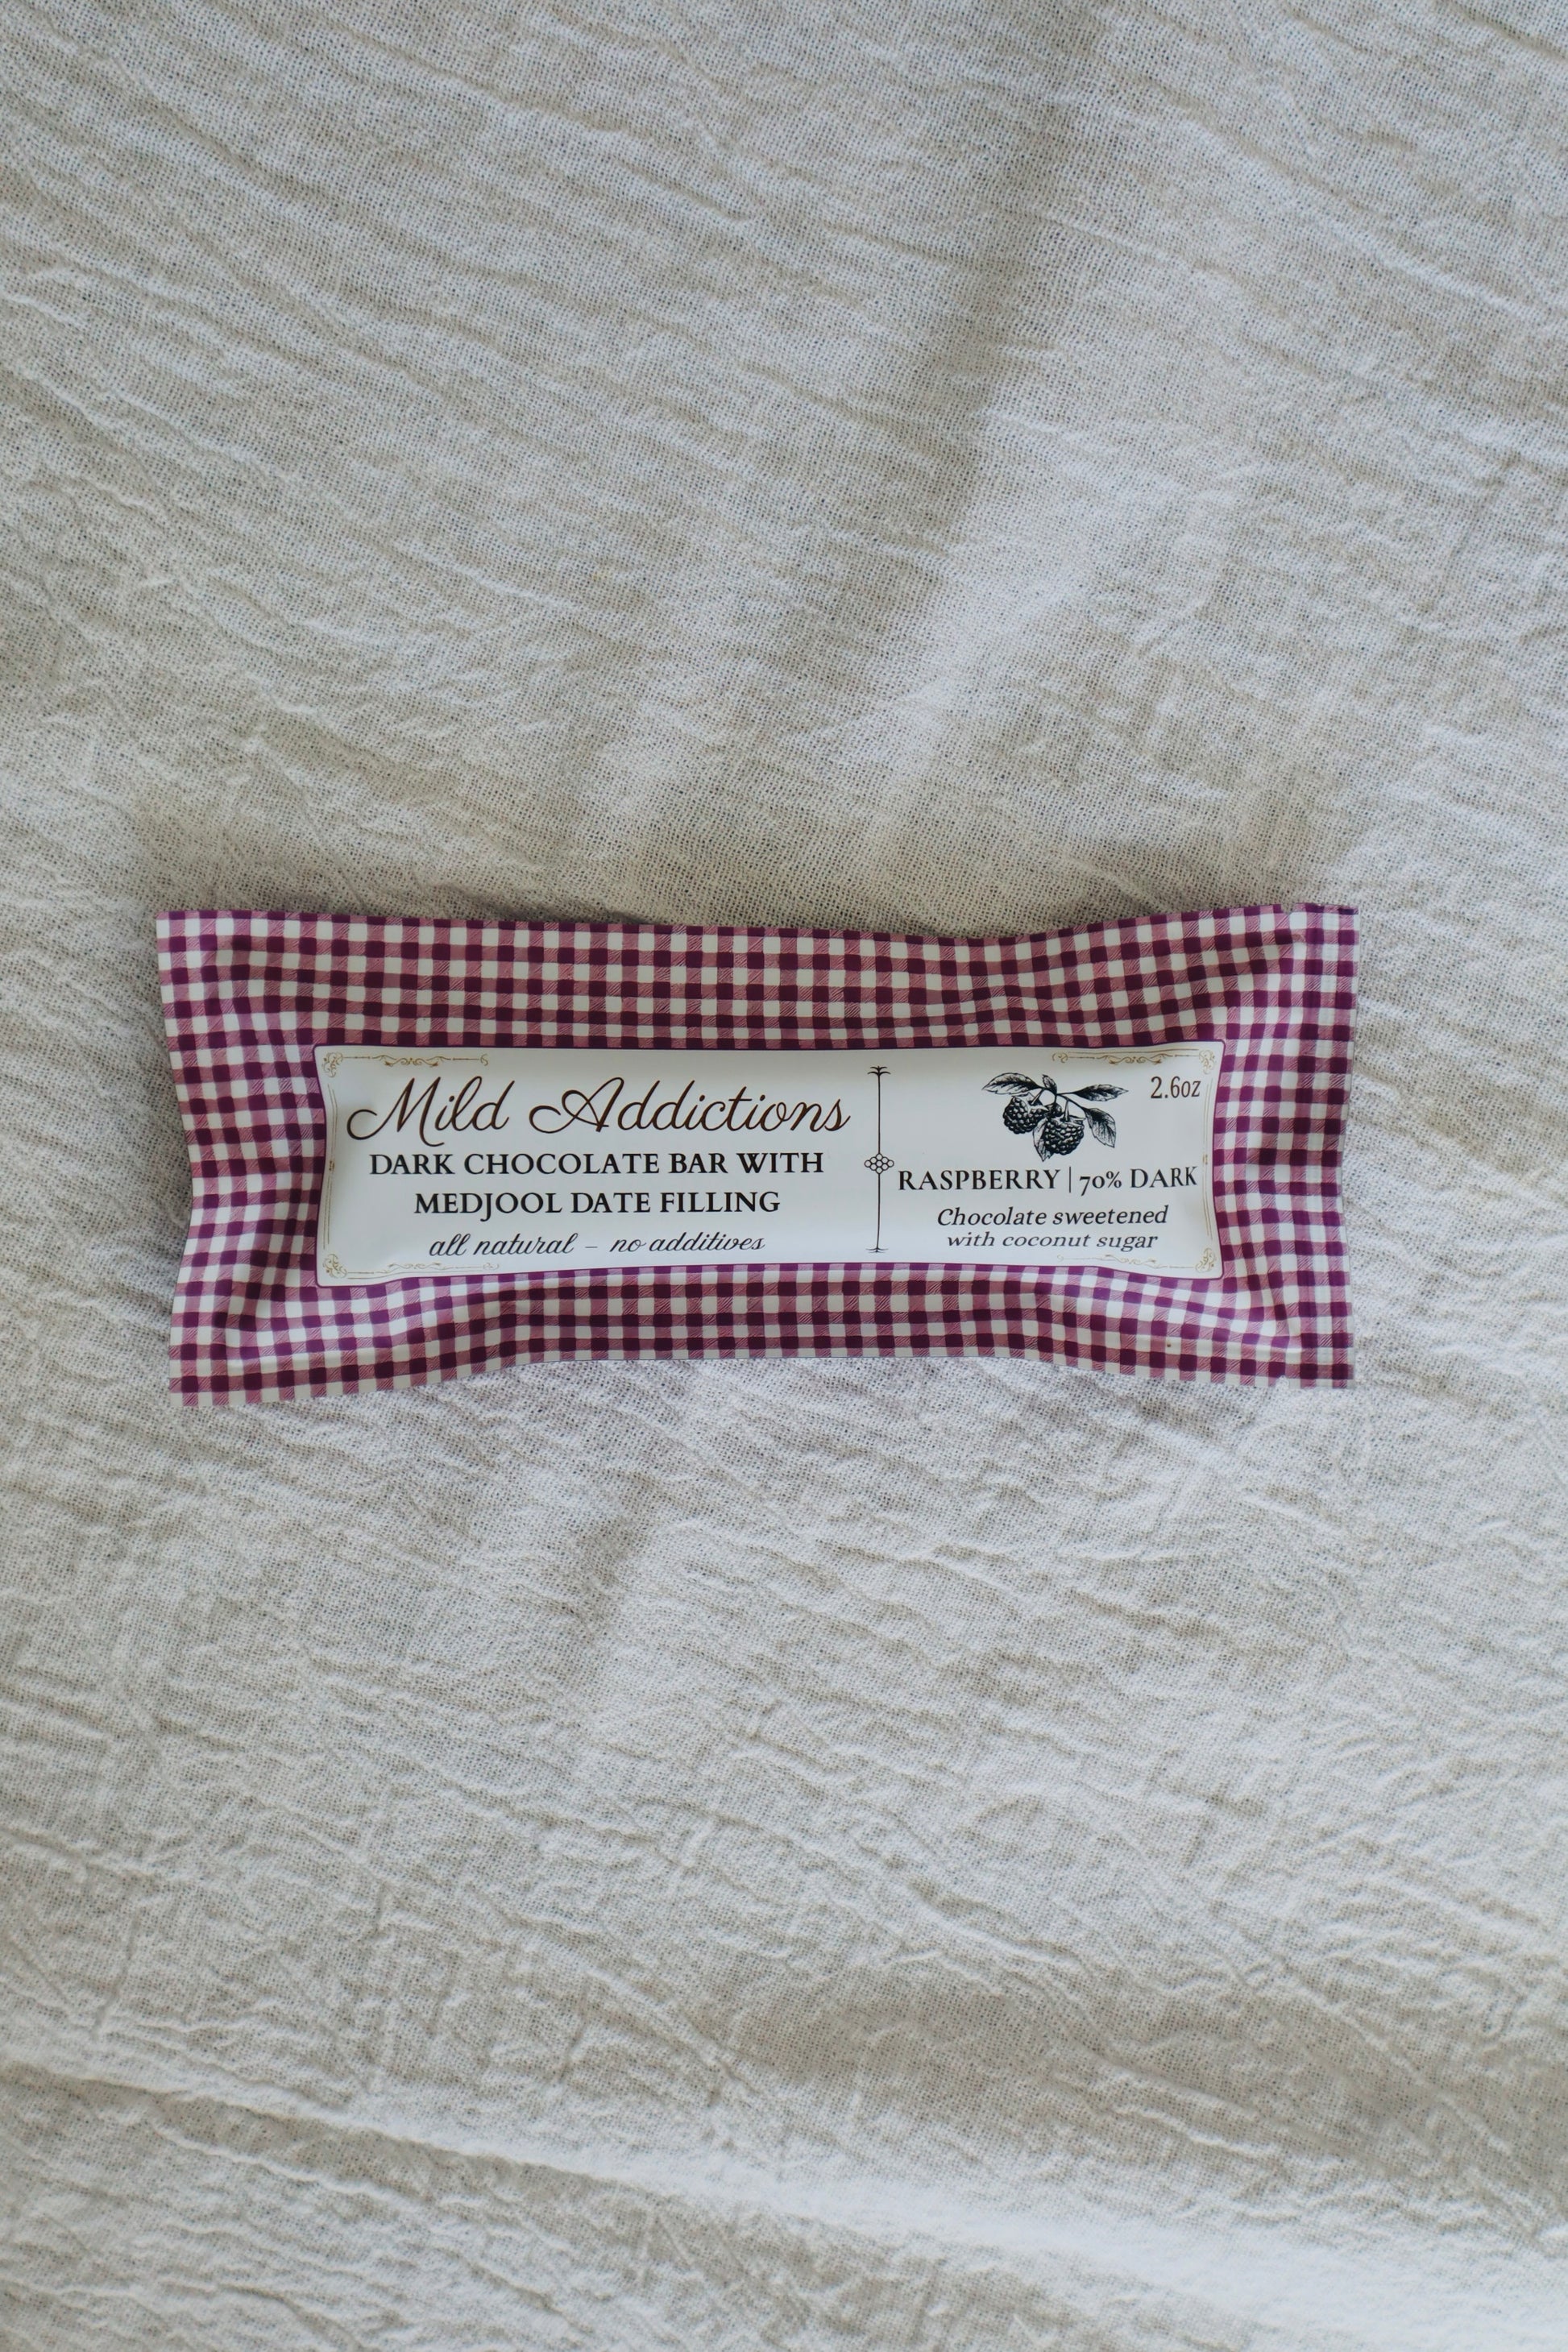 Mild Addictions
DARK CHOCOLATE BAR WITH
MEDJOOL DATE FILLING
all natural – no additives
2.6oz
RASPBERRY | 70% DARK
Chocolate sweetened
with coconut sugar